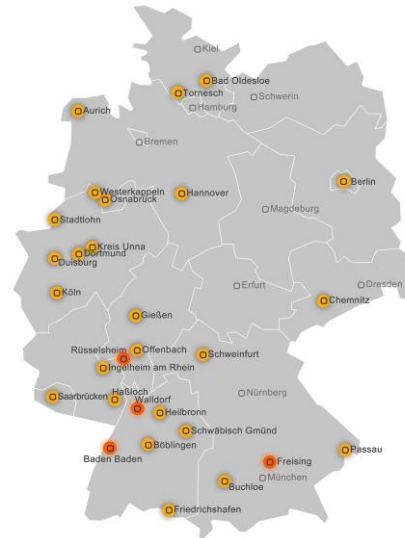 Kiel
Bad Oldesloe
Tornesch
Schwerin
Hamburg
Aurich
Bremen
Berlin
Westerkappeln
Hannover
Osnabrück
Magdeburg
Stadtlohn
Kreis Unna
Dortmund
Duisburg
Erfurt
Dresden
Köln
Chemnitz
Gießen
Rüsselsheim
Offenbach
Schweinfurt
Ingelheim am Rhein
Haßloch
Saarbrücken
Walldorf
Nürnberg
Heilbronn
Schwäbisch Gmünd
Böblingen
Passau
Baden Baden
Freising
München
Buchloe
Friedrichshafen